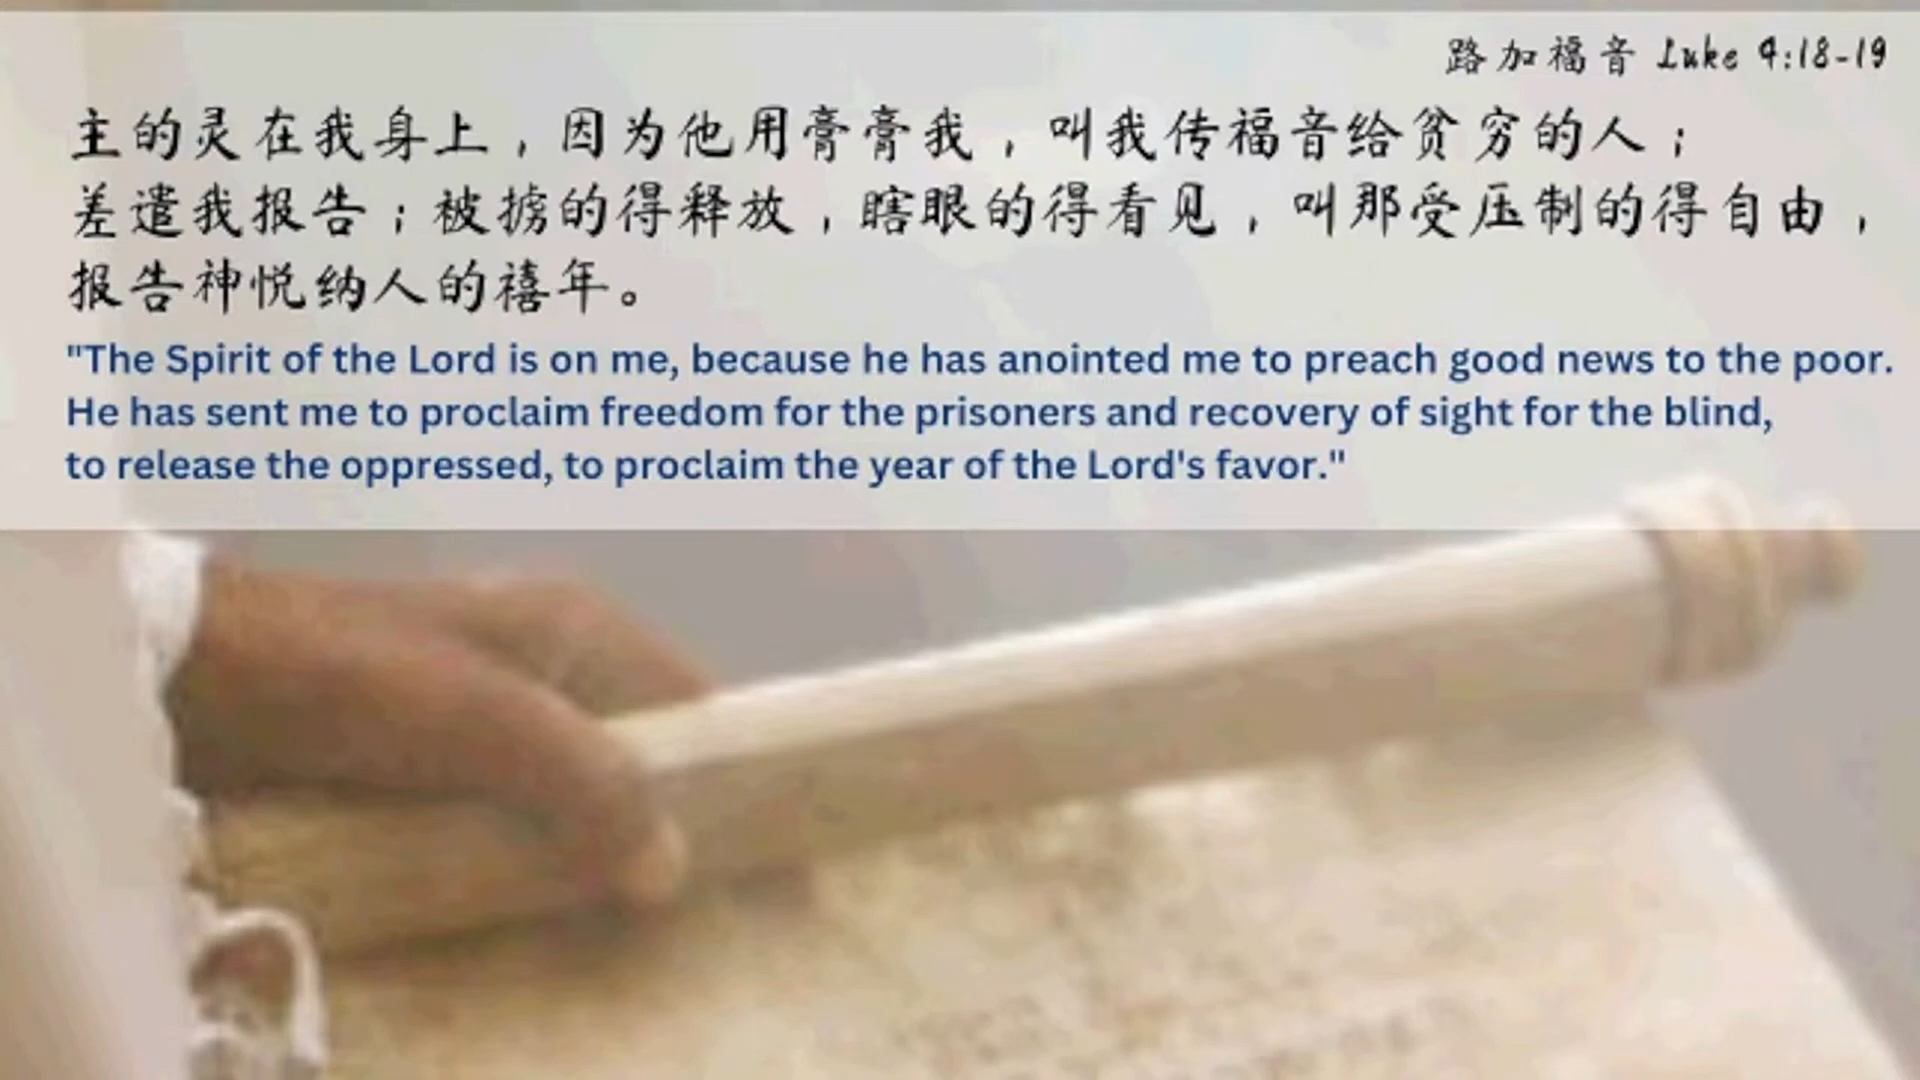 路加福音 Luke 4:18-19
主的灵在我身上，因为他用膏膏我，叫我传福音给贫穷的人；
差遣我报告；被掳的得释放，瞎眼的得看见，叫那受压制的得自由，
报告神悦纳人的禧年。
"The Spirit of the Lord is on me, because he has anointed me to preach good news to the poor.
He has sent me to proclaim freedom for the prisoners and recovery of sight for the blind,
to release the oppressed, to proclaim the year of the Lord's favor."